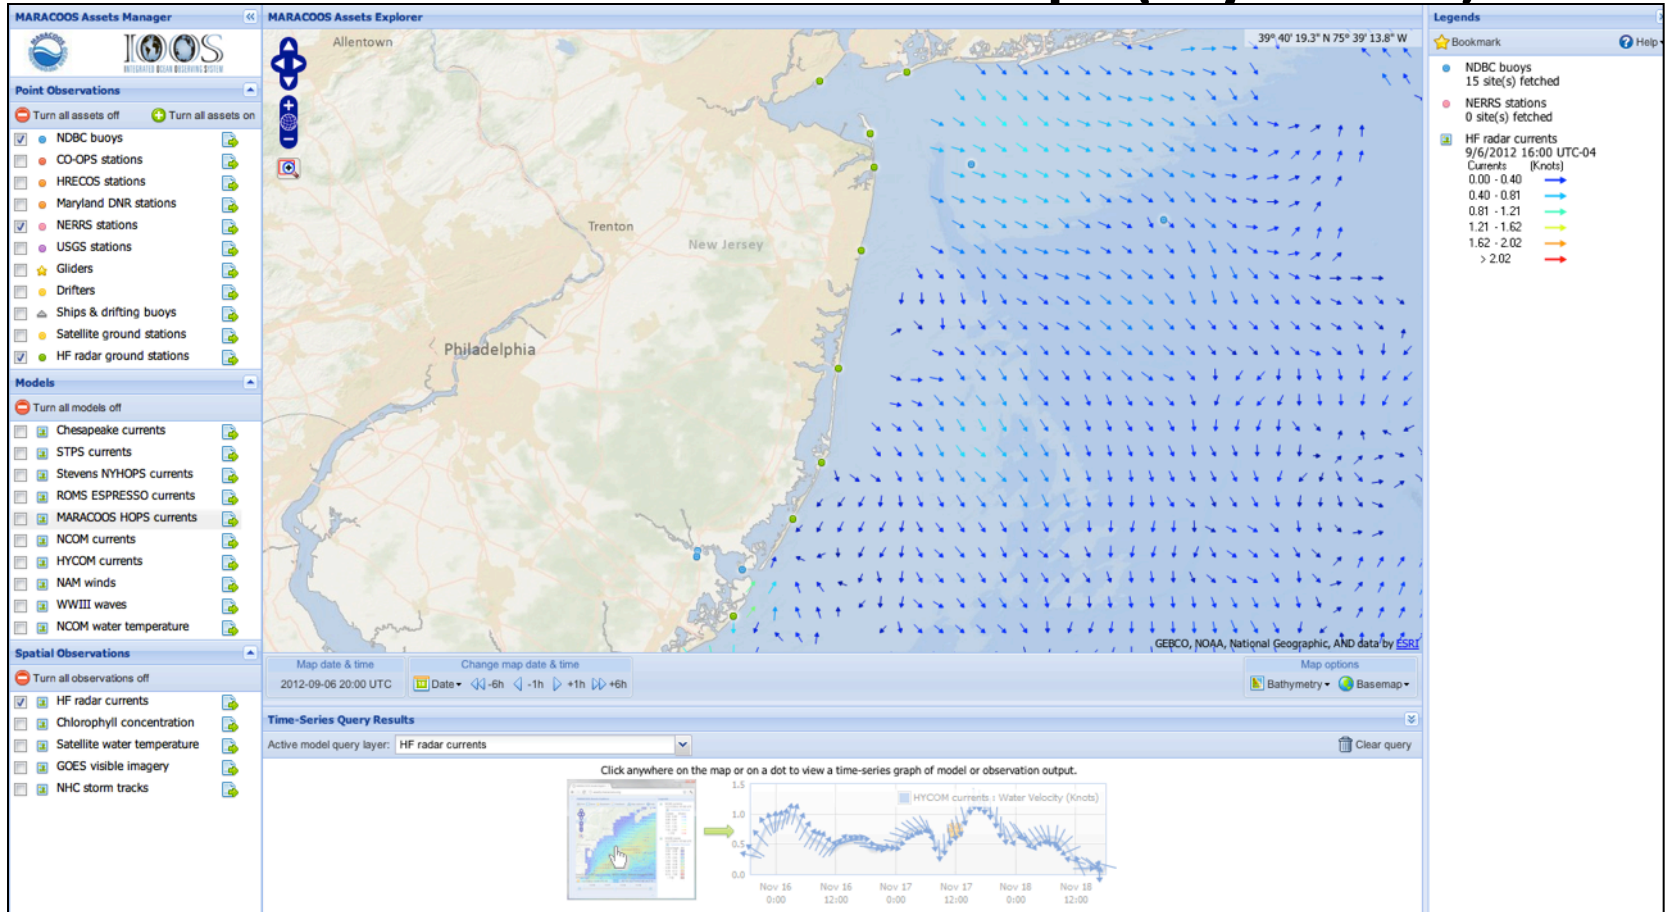 MARACOOS Assets Manager
MARACOOS
IOOS
INTEGRATED OCEAN OBSERVING SYSTEM
Point Observations
Turn all assets off
Turn all assets on
NDBC buoys
CO-OPS stations
HRECOS stations
Maryland DNR stations
NERRS stations
USGS stations
Gliders
Drifters
Ships & drifting buoys
Satellite ground stations
HF radar ground stations
Models
Turn all models off
Chesapeake currents
STPS currents
Stevens NYHOPS currents
ROMS ESPRESSO currents
MARACOOS HOPS currents
NCOM currents
HYCOM currents
NAM winds
WWIII waves
NCOM water temperature
Spatial Observations
Turn all observations off
HF radar currents
Chlorophyll concentration
Satellite water temperature
GOES visible imagery
NHC storm tracks
MARACOOS Assets Explorer
39° 40' 19.3" N 75° 39' 13.8" W
Allentown
Trenton
New Jersey
Philadelphia
GEBCO, NOAA, National Geographic, AND data by ESRI
Map date & time
2012-09-06 20:00 UTC
Change map date & time
Date
-6h
-1h
+1h
+6h
Map options
Bathymetry
Basemap
Time-Series Query Results
Active model query layer: HF radar currents
Clear query
Click anywhere on the map or on a dot to view a time-series graph of model or observation output.
HYCOM currents : Water Velocity (Knots)
1.5
1.0
0.5
0.0
Nov 16
0:00
Nov 16
12:00
Nov 17
0:00
Nov 17
12:00
Nov 18
0:00
Nov 18
12:00
Legends
Bookmark
Help
NDBC buoys
15 site(s) fetched
NERRS stations
0 site(s) fetched
HF radar currents
9/6/2012 16:00 UTC-04
Currents (Knots)
0.00 - 0.40
0.40 - 0.81
0.81 - 1.21
1.21 - 1.62
1.62 - 2.02
> 2.02